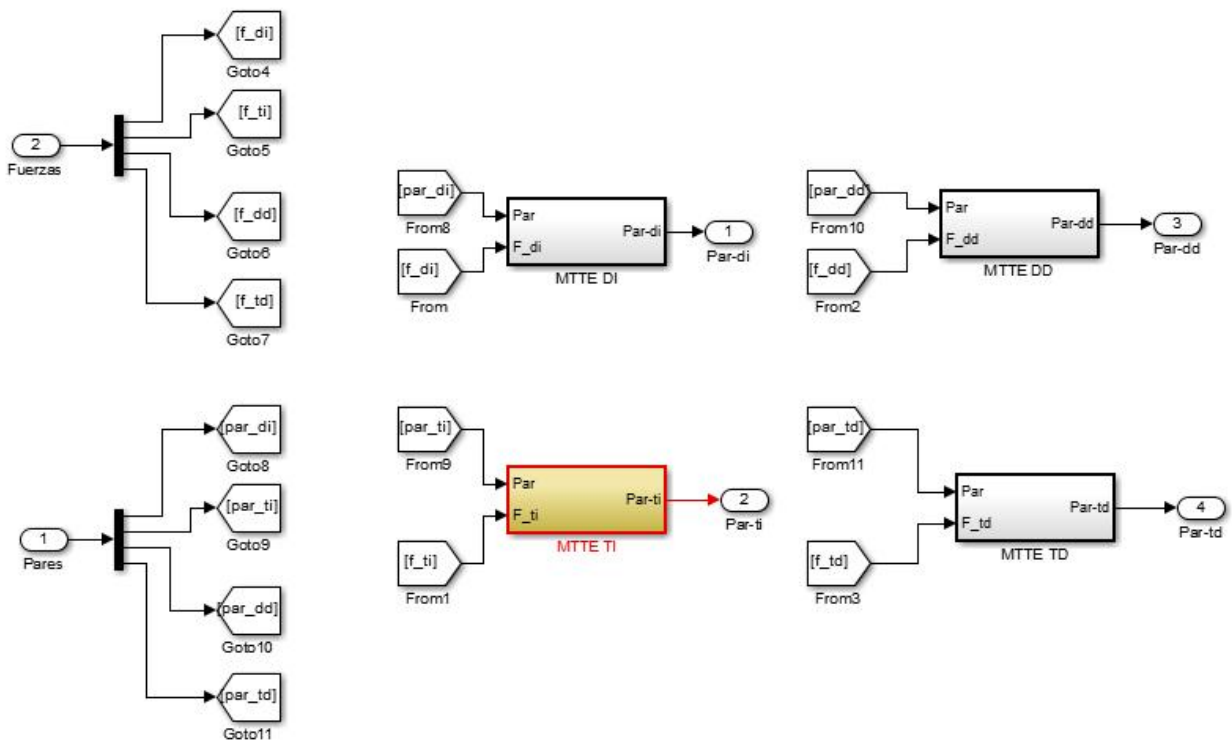 [f_di]
Goto4
[f_ti]
Goto5
2
Fuerzas
[f_dd]
Goto6
[f_td]
Goto7
[par_di]
From8
[f_di]
From
Par
F_di
Par-di
MTTE DI
1
Par-di
[par_dd]
From10
[f_dd]
From2
Par
F_dd
Par-dd
MTTE DD
3
Par-dd
[par_di]
Goto8
[par_ti]
Goto9
1
Pares
[par_dd]
Goto10
[par_td]
Goto11
[par_ti]
From9
[f_ti]
From1
Par
F_ti
Par-ti
MTTE TI
2
Par-ti
[par_td]
From11
[f_td]
From3
Par
F_td
Par-td
MTTE TD
4
Par-td